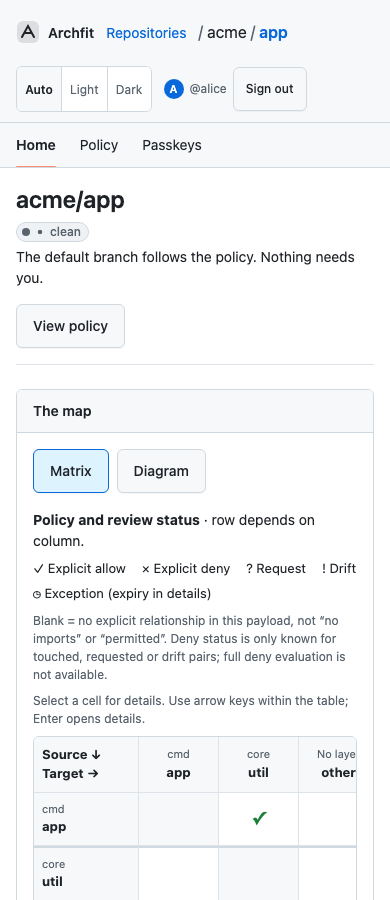 Archfit Repositories / acme / app
Auto Light Dark A @alice Sign out
Home Policy Passkeys
acme/app
clean
The default branch follows the policy. Nothing needs
you.
View policy
The map
Matrix Diagram
Policy and review status · row depends on
column.
✓ Explicit allow × Explicit deny ? Request ! Drift
◷ Exception (expiry in details)
Blank = no explicit relationship in this payload, not “no
imports” or “permitted”. Deny status is only known for
touched, requested or drift pairs; full deny evaluation is
not available.
Select a cell for details. Use arrow keys within the table;
Enter opens details.
Source ↓ cmd core No laye
Target → app util other
cmd
app ✓
core
util